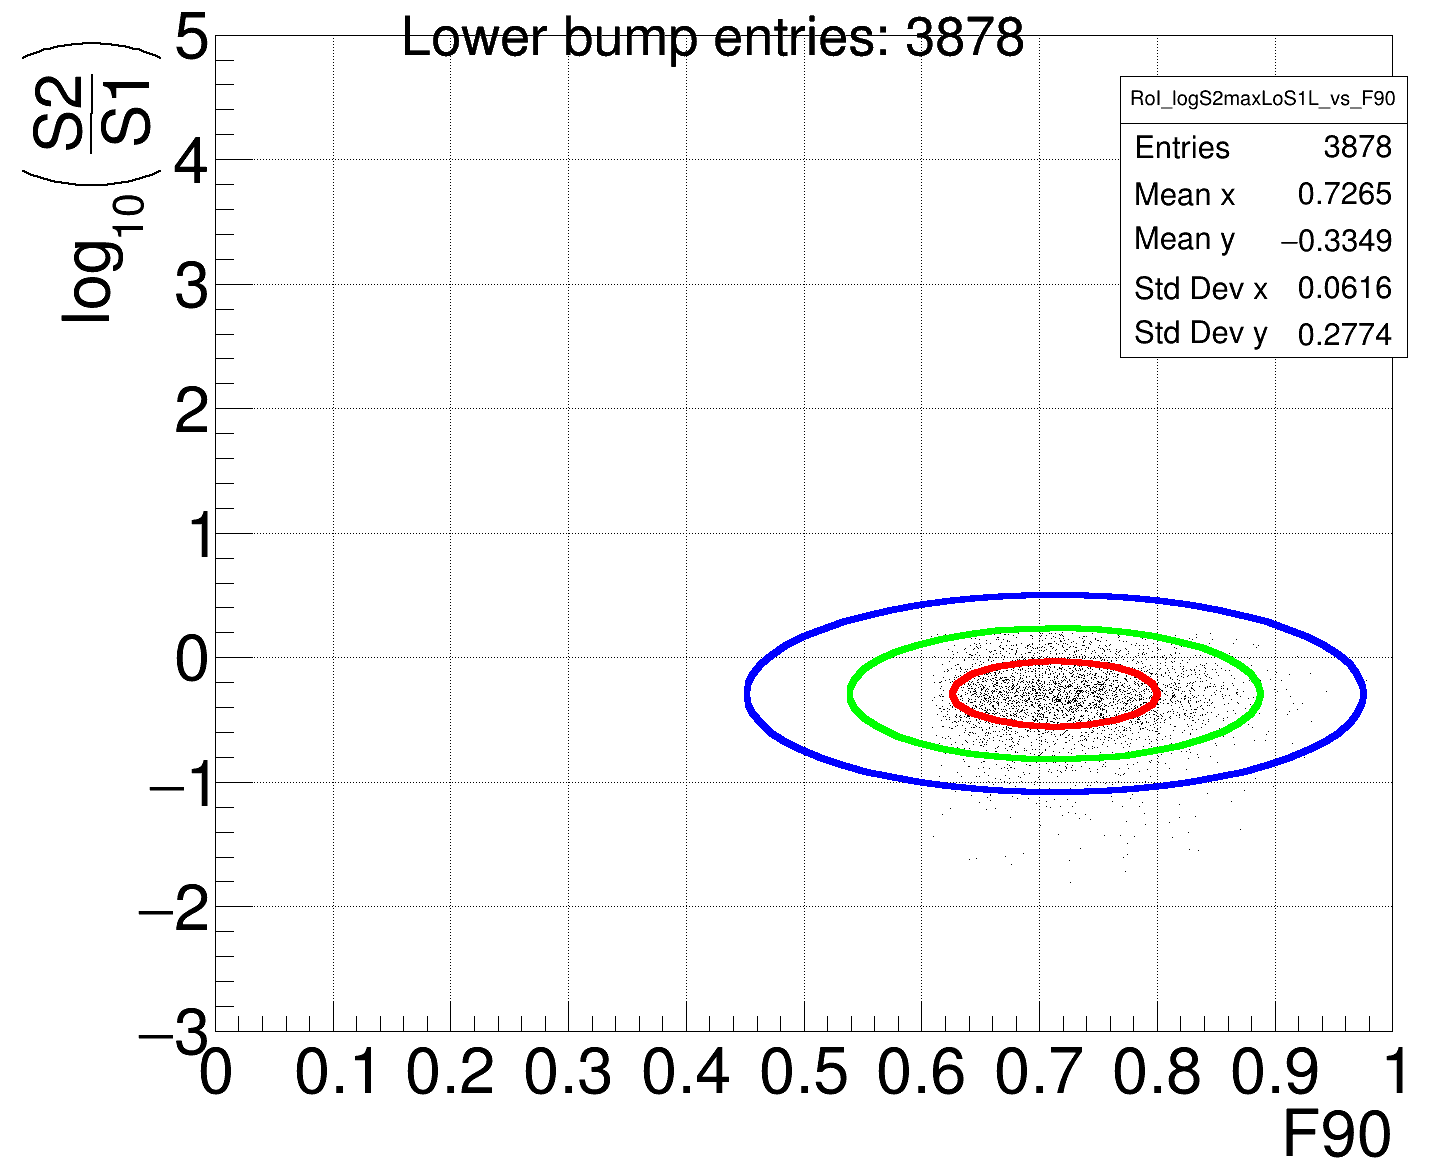 Lower bump entries: 3878
RoI_logS2maxLoS1L_vs_F90
Entries 3878
Mean x 0.7265
Mean y −0.3349
Std Dev x 0.0616
Std Dev y 0.2774
log10 (S2/S1)
5
4
3
2
1
0
−1
−2
−3
0 0.1 0.2 0.3 0.4 0.5 0.6 0.7 0.8 0.9 1
F90